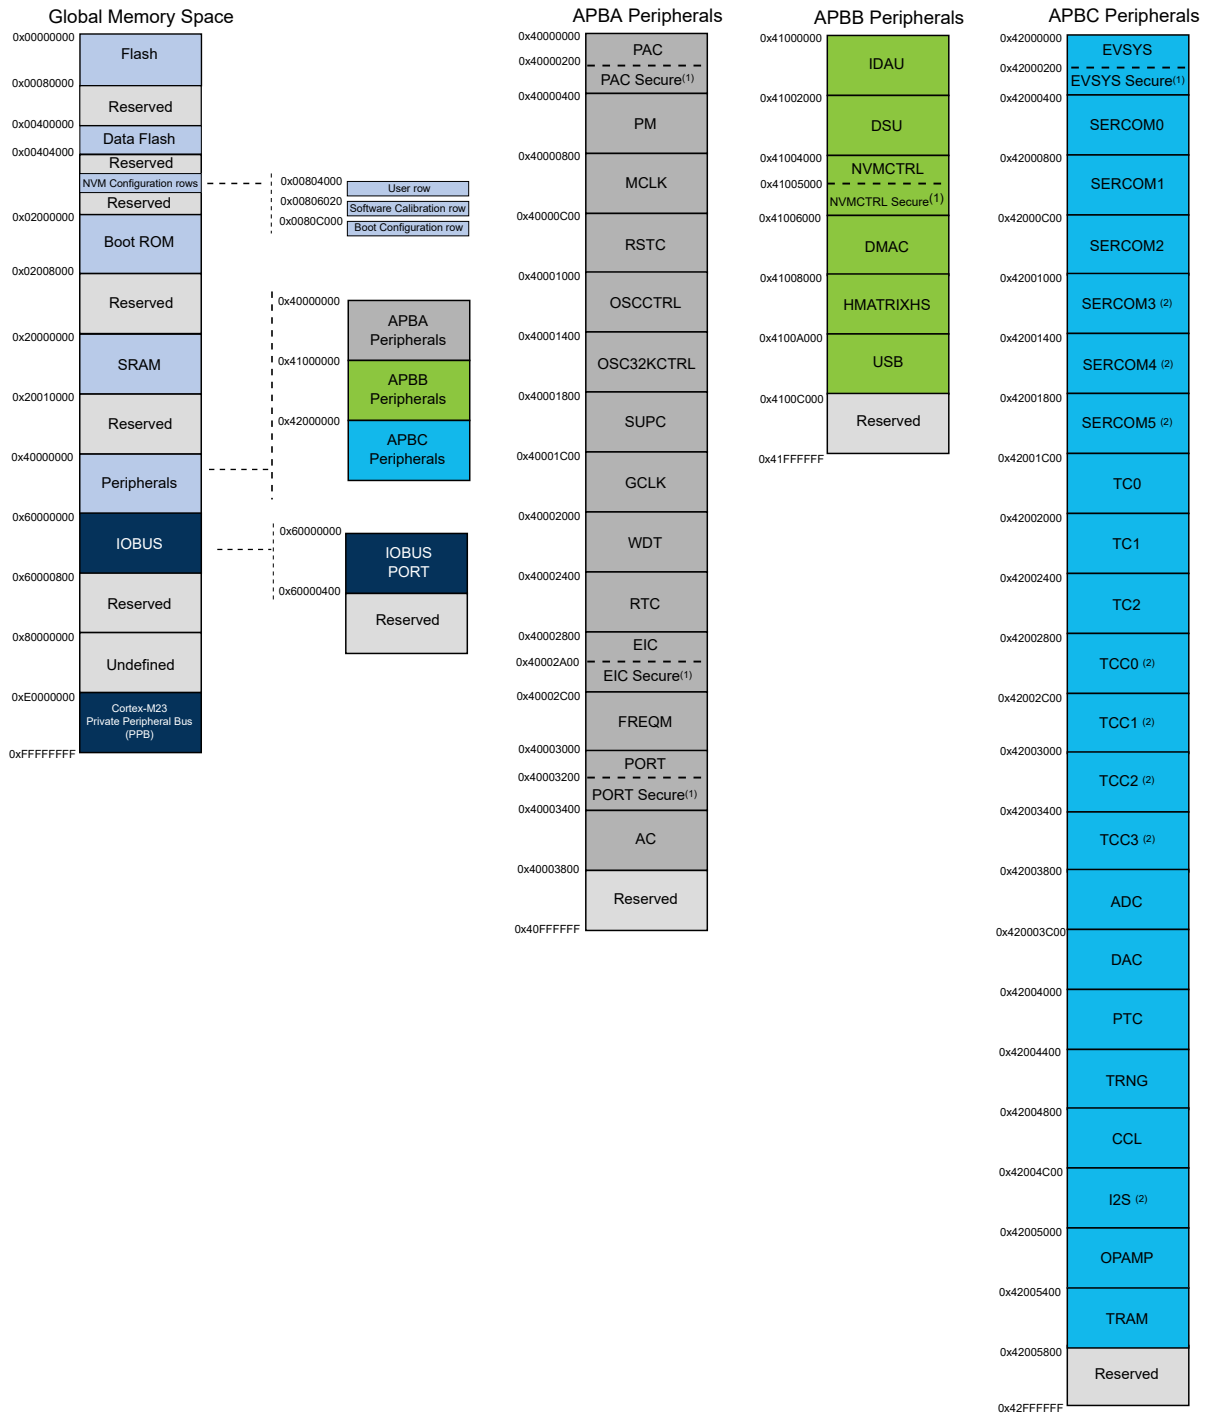 Global Memory Space
0x00000000
Flash
0x00080000
Reserved
0x00400000
Data Flash
0x00404000
Reserved
NVM Configuration rows
Reserved
0x02000000
Boot ROM
0x02008000
Reserved
0x20000000
SRAM
0x20010000
Reserved
0x40000000
Peripherals
0x60000000
IOBUS
0x60000800
Reserved
0x80000000
Undefined
0xE0000000
Cortex-M23
Private Peripheral Bus
(PPB)
0xFFFFFFFF
0x00804000
User row
0x00806020
Software Calibration row
0x0080C000
Boot Configuration row
0x40000000
APBA
Peripherals
0x41000000
APBB
Peripherals
0x42000000
APBC
Peripherals
0x60000000
IOBUS
PORT
0x60000400
Reserved
APBA Peripherals
0x40000000
PAC
0x40000200
PAC Secure(1)
0x40000400
PM
0x40000800
MCLK
0x40000C00
RSTC
0x40001000
OSCCTRL
0x40001400
OSC32KCTRL
0x40001800
SUPC
0x40001C00
GCLK
0x40002000
WDT
0x40002400
RTC
0x40002800
EIC
0x40002A00
EIC Secure(1)
0x40002C00
FREQM
0x40003000
PORT
0x40003200
PORT Secure(1)
0x40003400
AC
0x40003800
Reserved
0x40FFFFFF
APBB Peripherals
0x41000000
IDAU
0x41002000
DSU
0x41004000
NVMCTRL
0x41005000
NVMCTRL Secure(1)
0x41006000
DMAC
0x41008000
HMATRIXHS
0x4100A000
USB
0x4100C000
Reserved
0x41FFFFFF
APBC Peripherals
0x42000000
EVSYS
0x42000200
EVSYS Secure(1)
0x42000400
SERCOM0
0x42000800
SERCOM1
0x42000C00
SERCOM2
0x42001000
SERCOM3 (2)
0x42001400
SERCOM4 (2)
0x42001800
SERCOM5 (2)
0x42001C00
TC0
0x42002000
TC1
0x42002400
TC2
0x42002800
TCC0 (2)
0x42002C00
TCC1 (2)
0x42003000
TCC2 (2)
0x42003400
TCC3 (2)
0x42003800
ADC
0x420003C00
DAC
0x42004000
PTC
0x42004400
TRNG
0x42004800
CCL
0x42004C00
I2S (2)
0x42005000
OPAMP
0x42005400
TRAM
0x42005800
Reserved
0x42FFFFFF